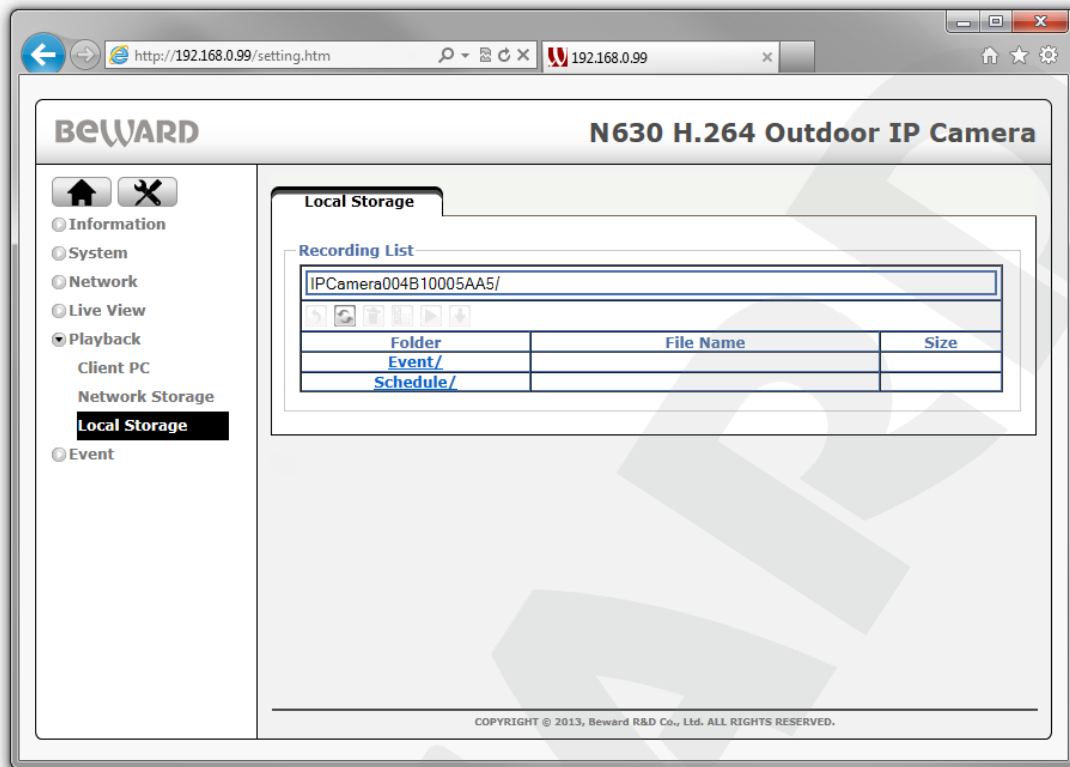 http://192.168.0.99/setting.htm
192.168.0.99
BEWARD
N630 H.264 Outdoor IP Camera
Information
System
Network
Live View
Playback
Client PC
Network Storage
Local Storage
Event
Local Storage
Recording List
IPCamera004B10005AA5/
Folder File Name Size
Event/
Schedule/
COPYRIGHT © 2013, Beward R&D Co., Ltd. ALL RIGHTS RESERVED.